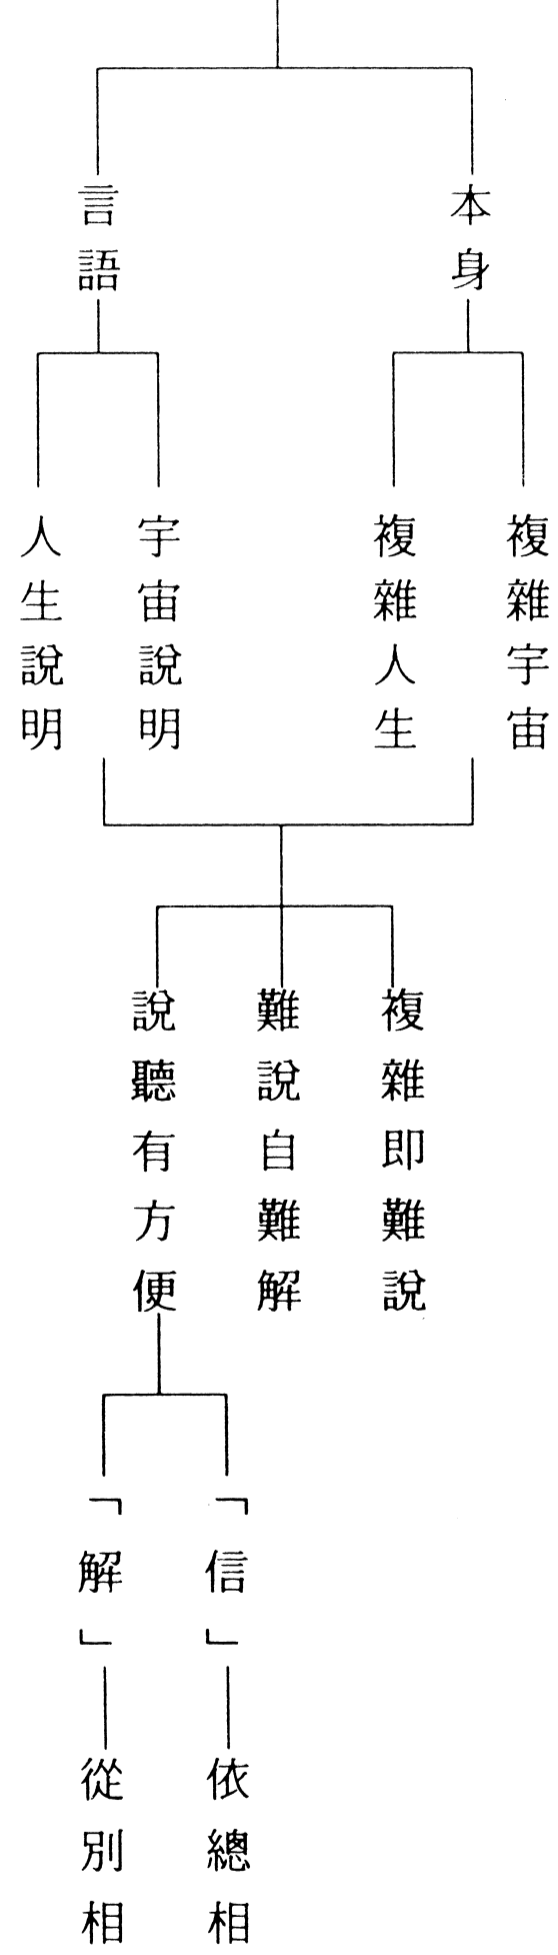 本身
言語
複雜宇宙
複雜人生
宇宙說明
人生說明
複雜即難說
難說自難解
說聽有方便
「信」——依總相
「解」——從別相